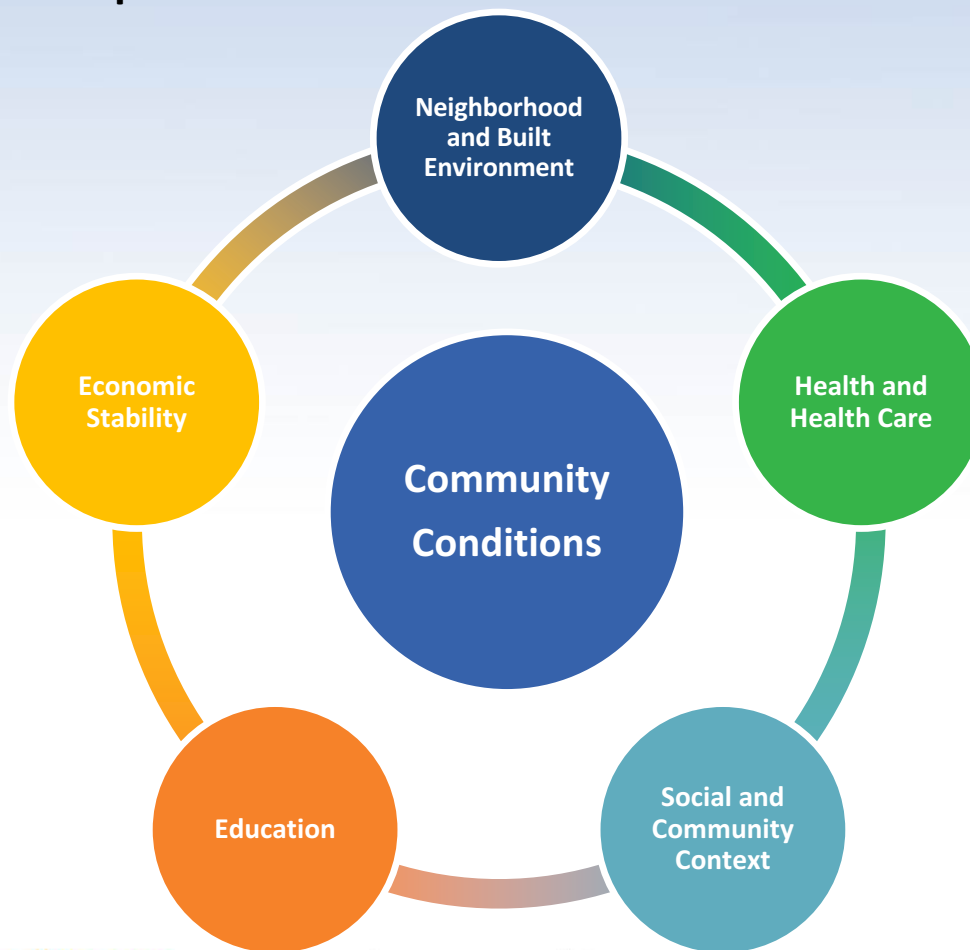 Neighborhood
and Built
Environment
Economic
Stability
Health and
Health Care
Community
Conditions
Education
Social and
Community
Context